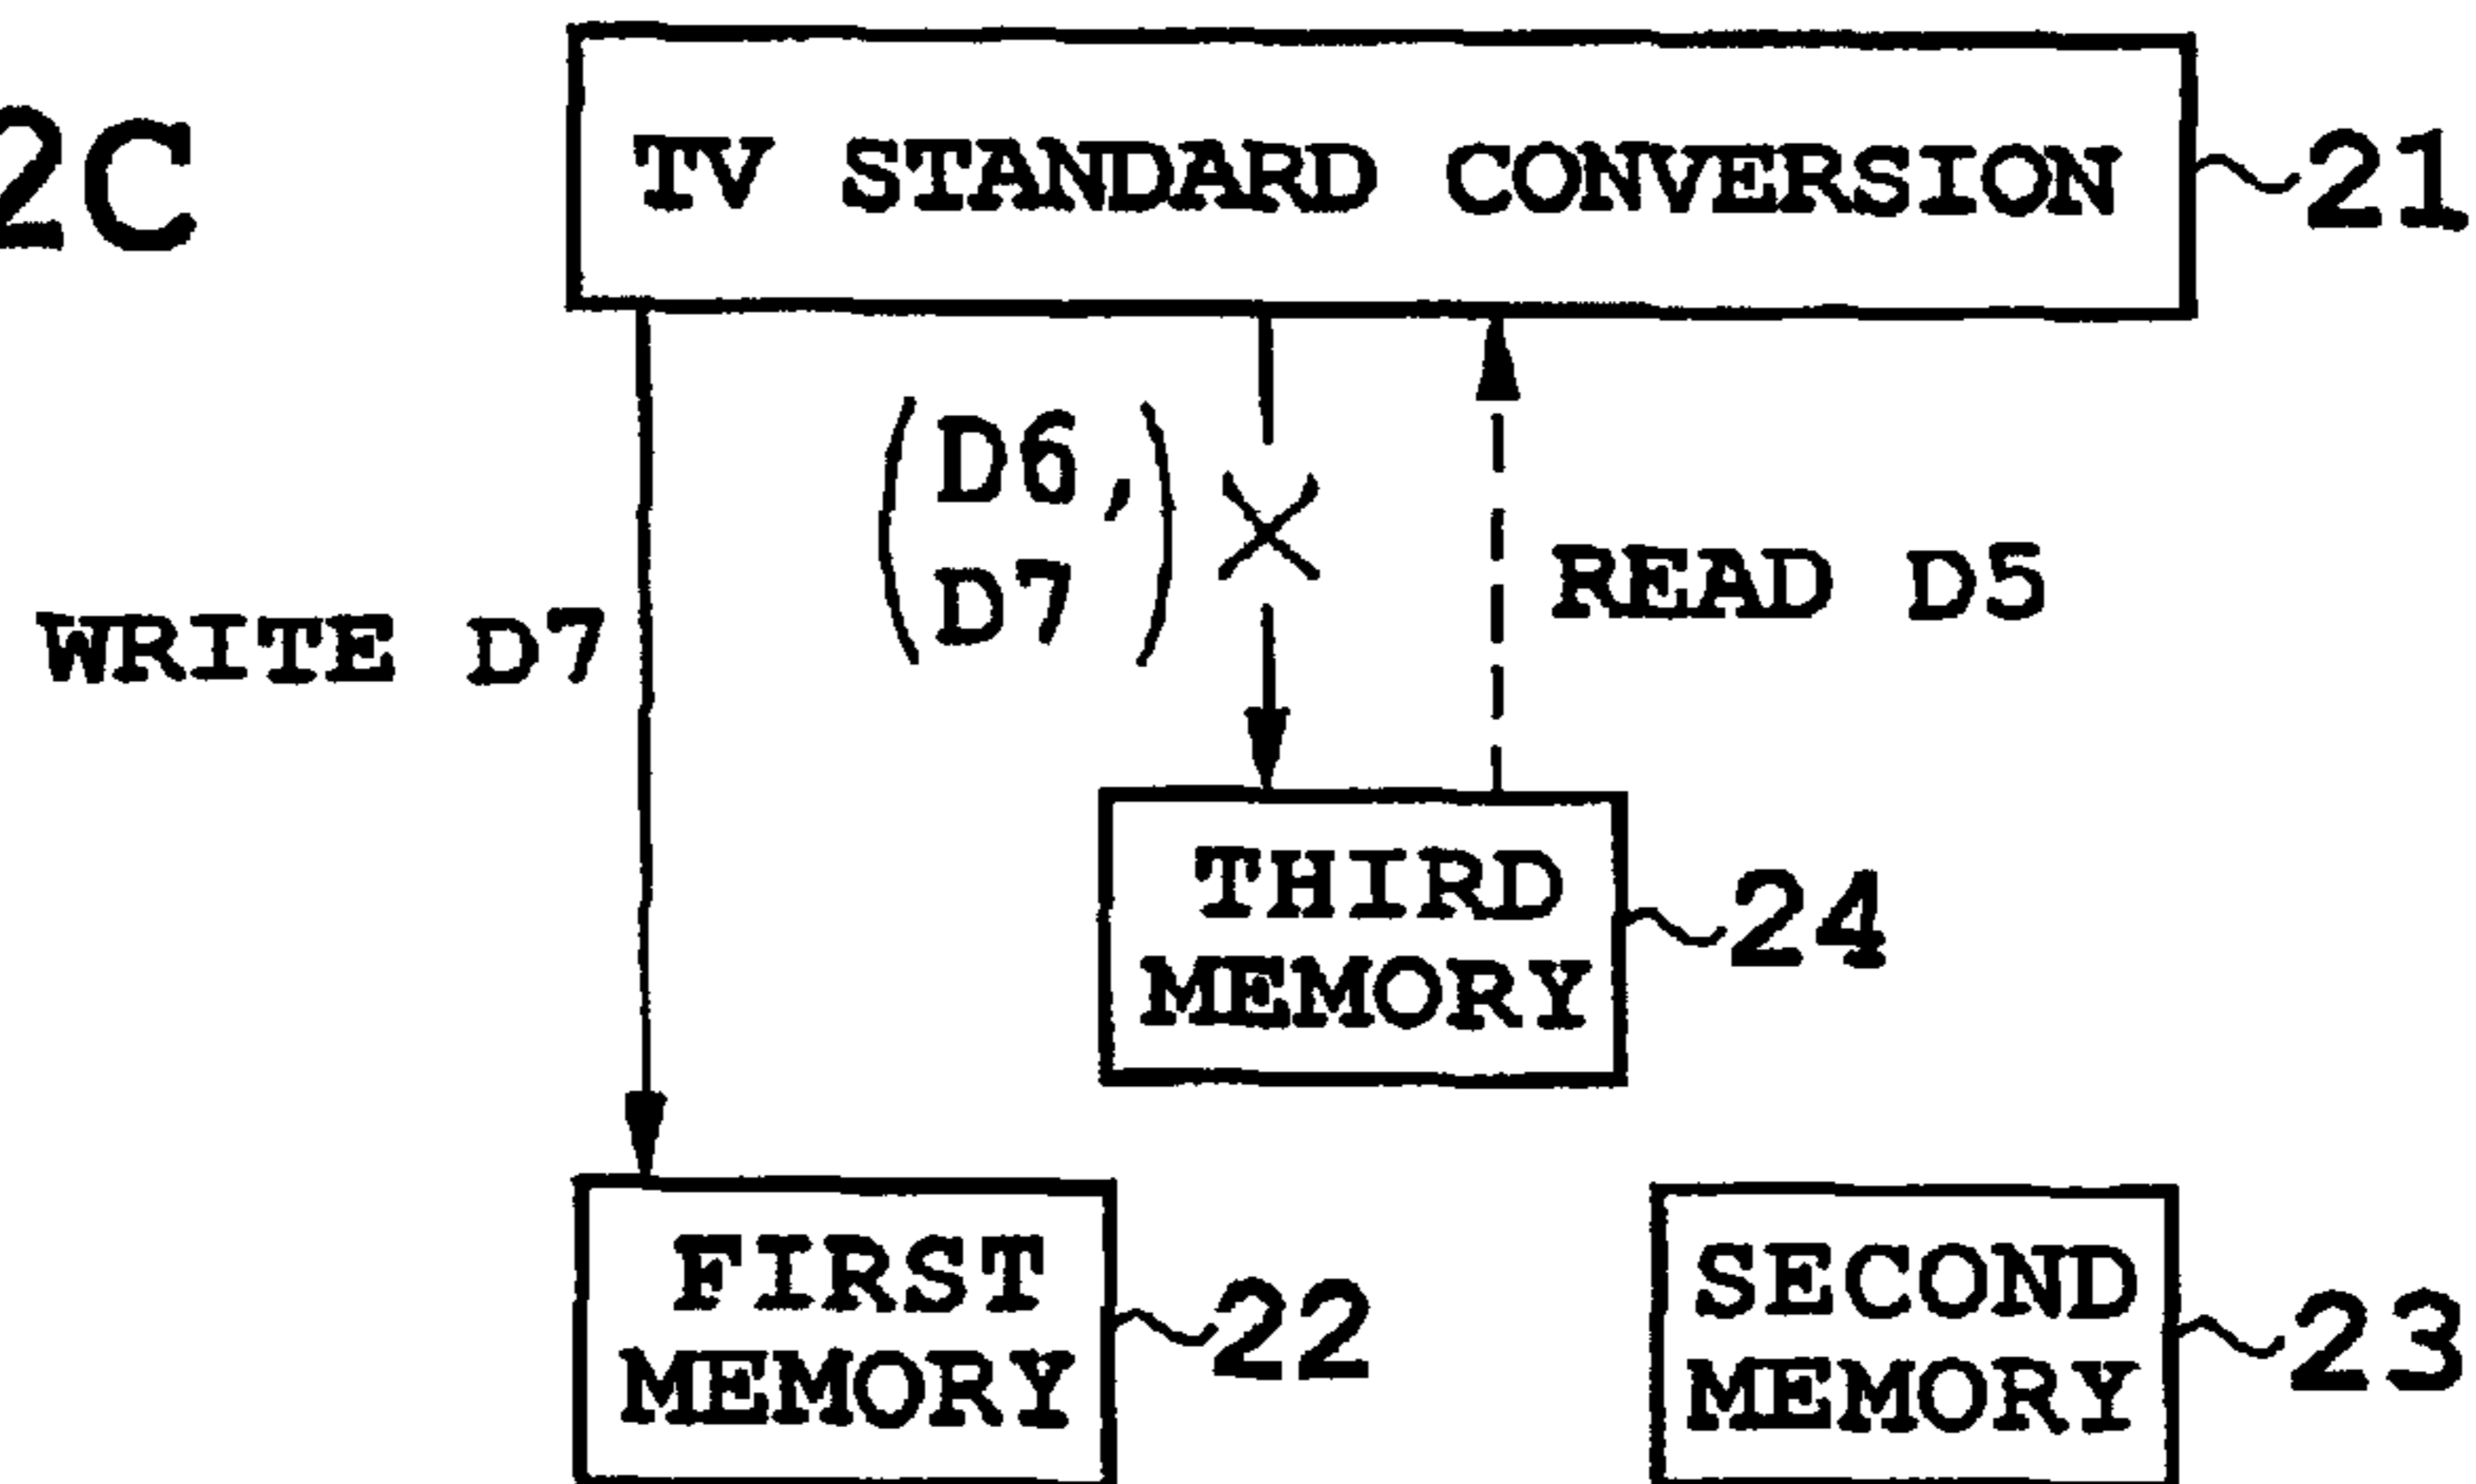 2C
TV STANDARD CONVERSION
21
(D6,
D7)
WRITE D7
READ D5
THIRD
MEMORY
24
FIRST
MEMORY
22
SECOND
MEMORY
23